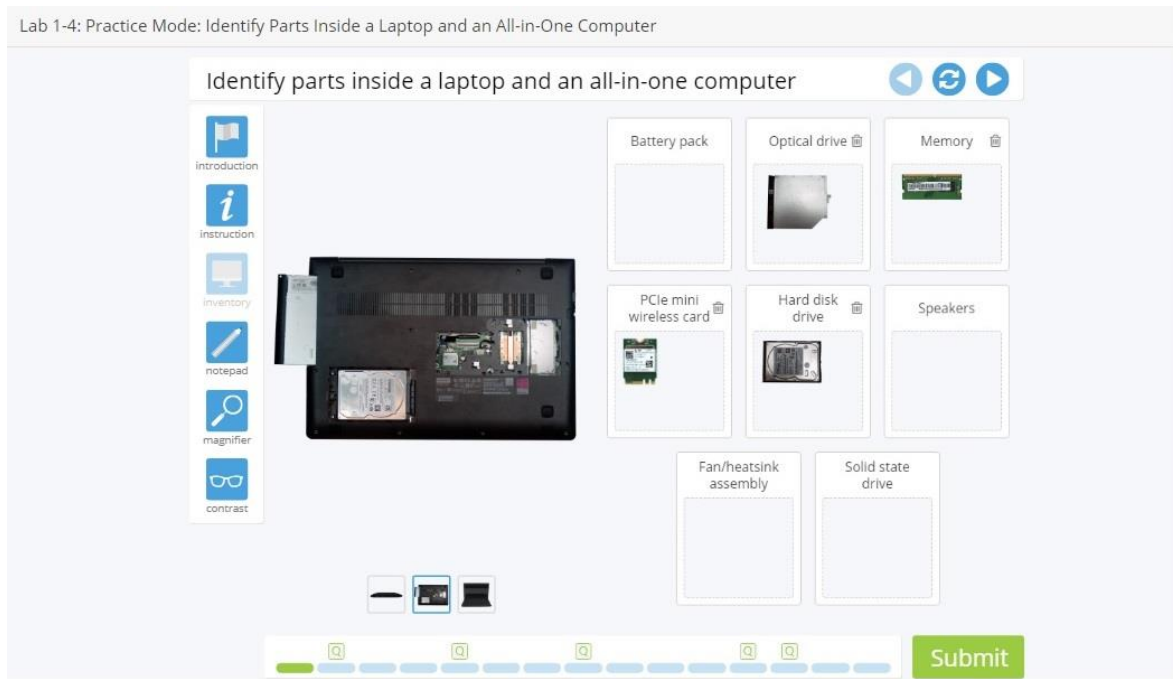 Lab 1-4: Practice Mode: Identify Parts Inside a Laptop and an All-in-One Computer
Identify parts inside a laptop and an all-in-one computer
introduction
instruction
inventory
notepad
magnifier
contrast
Battery pack
Optical drive
Memory
PCIe mini
wireless card
Hard disk
drive
Speakers
Fan/heatsink
assembly
Solid state
drive
Q
Q
Q
Q
Q
Submit